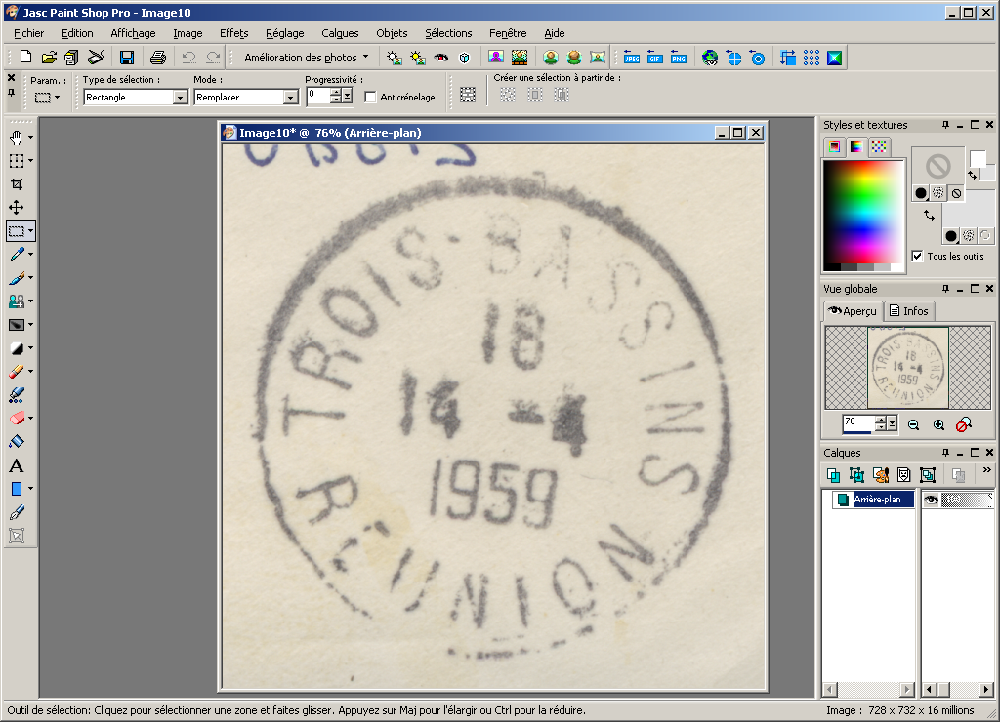 Jasc Paint Shop Pro - Image10
Fichier Edition Affichage Image Effets Réglage Calques Objets Sélections Fenêtre Aide
Amélioration des photos
JPEG GIF PNG
Param. : Type de sélection : Mode : Progressivité : Créer une sélection à partir de :
Rectangle Remplacer 0 Anticrénelage
Image10* @ 76% (Arrière-plan)
TROIS-BASSINS
18
14 -4
1959
REUNION
Styles et textures
Tous les outils
Vue globale
Aperçu Infos
76
Calques
Arrière-plan
Outil de sélection: Cliquez pour sélectionner une zone et faites glisser. Appuyez sur Maj pour l'élargir ou Ctrl pour la réduire.
Image : 728 x 732 x 16 millions